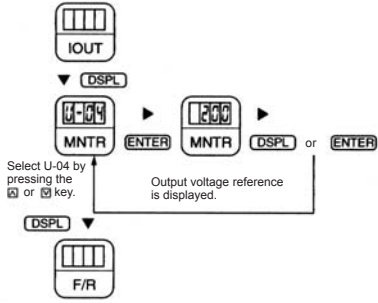 IOUT
DSPL
U-04
200
MNTR
ENTER
MNTR
DSPL or ENTER
Select U-04 by
pressing the
∧ or ∨ key.
Output voltage reference
is displayed.
DSPL
F/R